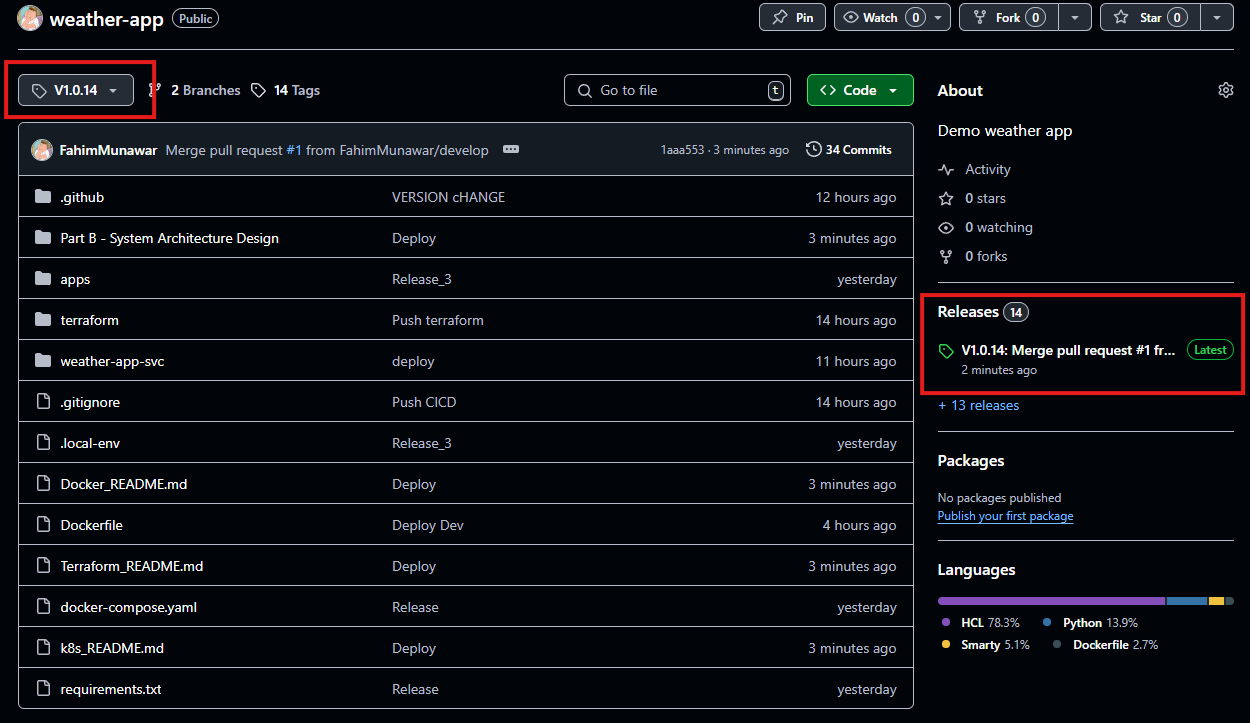 weather-app Public Pin Watch 0 Fork 0 Star 0
V1.0.14 2 Branches 14 Tags Go to file t Code
FahimMunawar Merge pull request #1 from FahimMunawar/develop 1aaa553 · 3 minutes ago 34 Commits
.github VERSION cHANGE 12 hours ago
Part B - System Architecture Design Deploy 3 minutes ago
apps Release_3 yesterday
terraform Push terraform 14 hours ago
weather-app-svc deploy 11 hours ago
.gitignore Push CICD 14 hours ago
.local-env Release_3 yesterday
Docker_README.md Deploy 3 minutes ago
Dockerfile Deploy Dev 4 hours ago
Terraform_README.md Deploy 3 minutes ago
docker-compose.yaml Release yesterday
k8s_README.md Deploy 3 minutes ago
requirements.txt Release yesterday
About
Demo weather app
Activity
0 stars
0 watching
0 forks
Releases 14
V1.0.14: Merge pull request #1 fr... Latest
2 minutes ago
+ 13 releases
Packages
No packages published
Publish your first package
Languages
HCL 78.3% Python 13.9%
Smarty 5.1% Dockerfile 2.7%